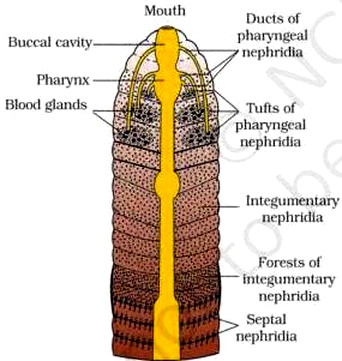 Mouth
Ducts of
pharyngeal
nephridia
Buccal cavity
Pharynx
Blood glands
Tufts of
pharyngeal
nephridia
Integumentary
nephridia
Forests of
integumentary
nephridia
Septal
nephridia